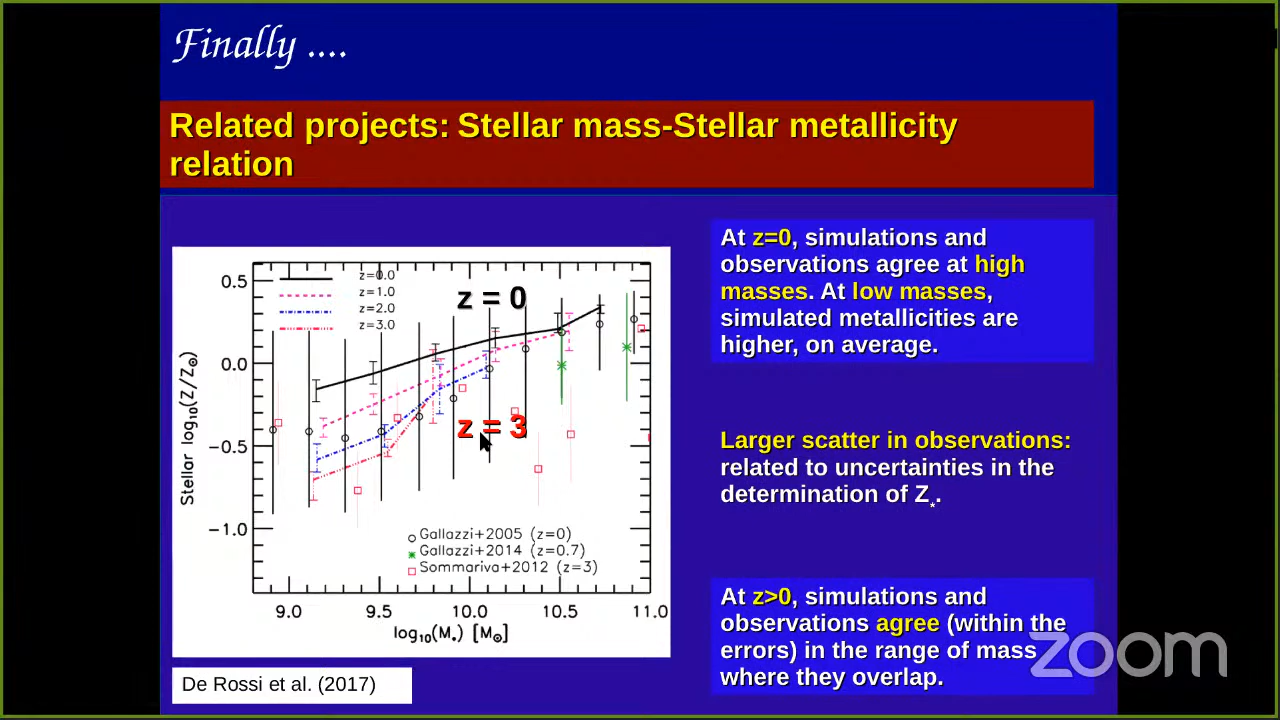 Finally ....
Related projects: Stellar mass-Stellar metallicity
relation
z=0.0
z=1.0
z=2.0
z=3.0
z = 0
z = 3
0.5
0.0
−0.5
−1.0
Stellar log₁₀(Z/Z☉)
Gallazzi+2005 (z=0)
Gallazzi+2014 (z=0.7)
Sommariva+2012 (z=3)
9.0 9.5 10.0 10.5 11.0
log₁₀(M⋆) [M☉]
De Rossi et al. (2017)
At z=0, simulations and
observations agree at high
masses. At low masses,
simulated metallicities are
higher, on average.
Larger scatter in observations:
related to uncertainties in the
determination of Z*.
At z>0, simulations and
observations agree (within the
errors) in the range of mass
where they overlap.
zoom